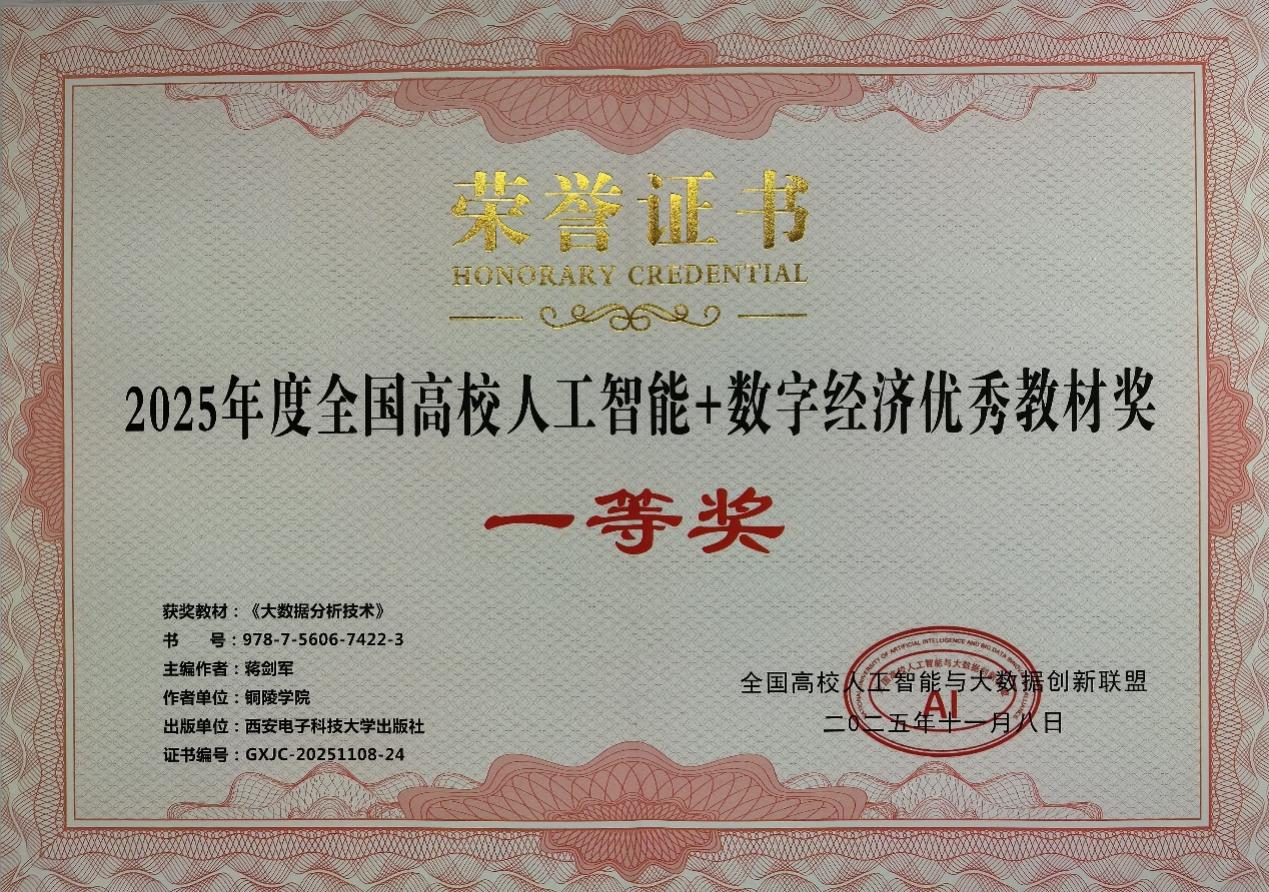 荣誉证书
HONORARY CREDENTIAL
2025年度全国高校人工智能+数字经济优秀教材奖
一等奖
获奖教材：《大数据分析技术》
书 号：978-7-5606-7422-3
主编作者：蒋剑军
作者单位：铜陵学院
出版单位：西安电子科技大学出版社
证书编号：GXJC-20251108-24
全国高校人工智能与大数据创新联盟
二〇二五年十一月八日
AI